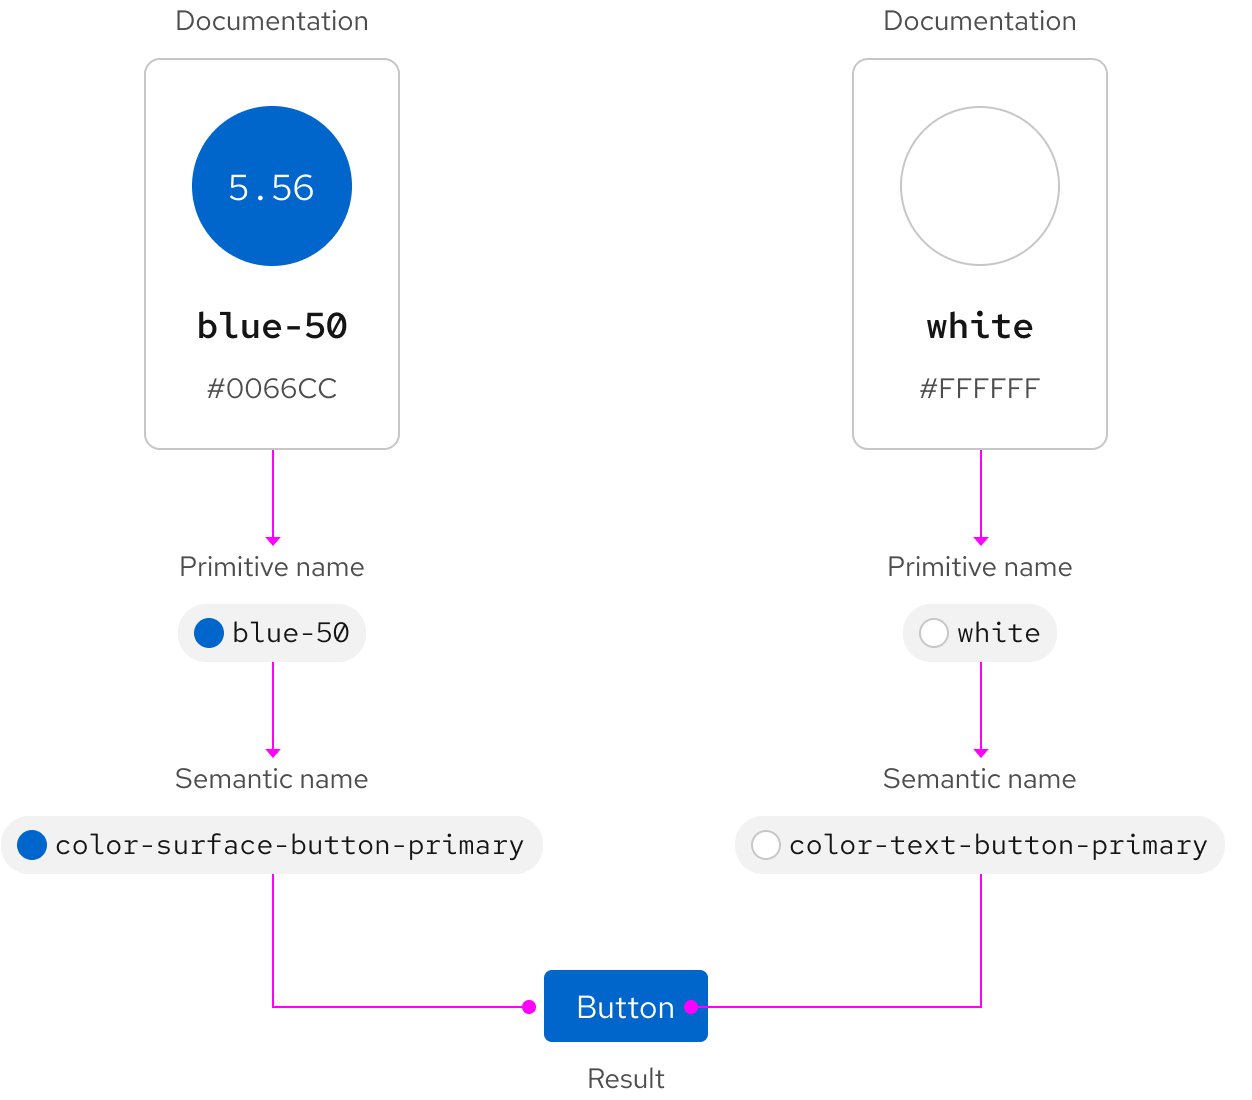 Documentation
5.56
blue-50
#0066CC
Primitive name
blue-50
Semantic name
color-surface-button-primary
Documentation
white
#FFFFFF
Primitive name
white
Semantic name
color-text-button-primary
Button
Result